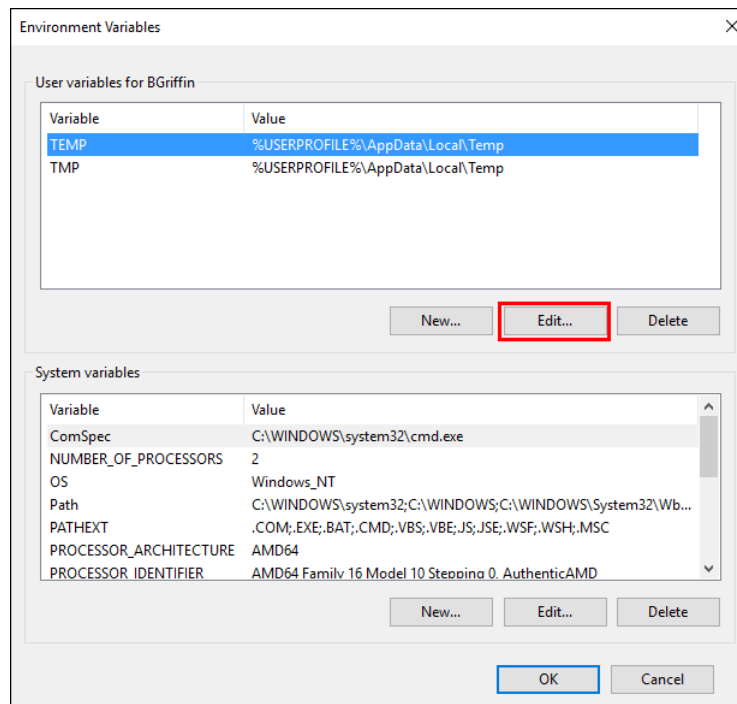 Environment Variables
User variables for BGriffin
Variable Value
TEMP %USERPROFILE%\AppData\Local\Temp
TMP %USERPROFILE%\AppData\Local\Temp
New... Edit... Delete
System variables
Variable Value
ComSpec C:\WINDOWS\system32\cmd.exe
NUMBER_OF_PROCESSORS 2
OS Windows_NT
Path C:\WINDOWS\system32;C:\WINDOWS;C:\WINDOWS\System32\Wb...
PATHEXT .COM;.EXE;.BAT;.CMD;.VBS;.VBE;.JS;.JSE;.WSF;.WSH;.MSC
PROCESSOR_ARCHITECTURE AMD64
PROCESSOR_IDENTIFIER AMD64 Family 16 Model 10 Stepping 0, AuthenticAMD
New... Edit... Delete
OK Cancel